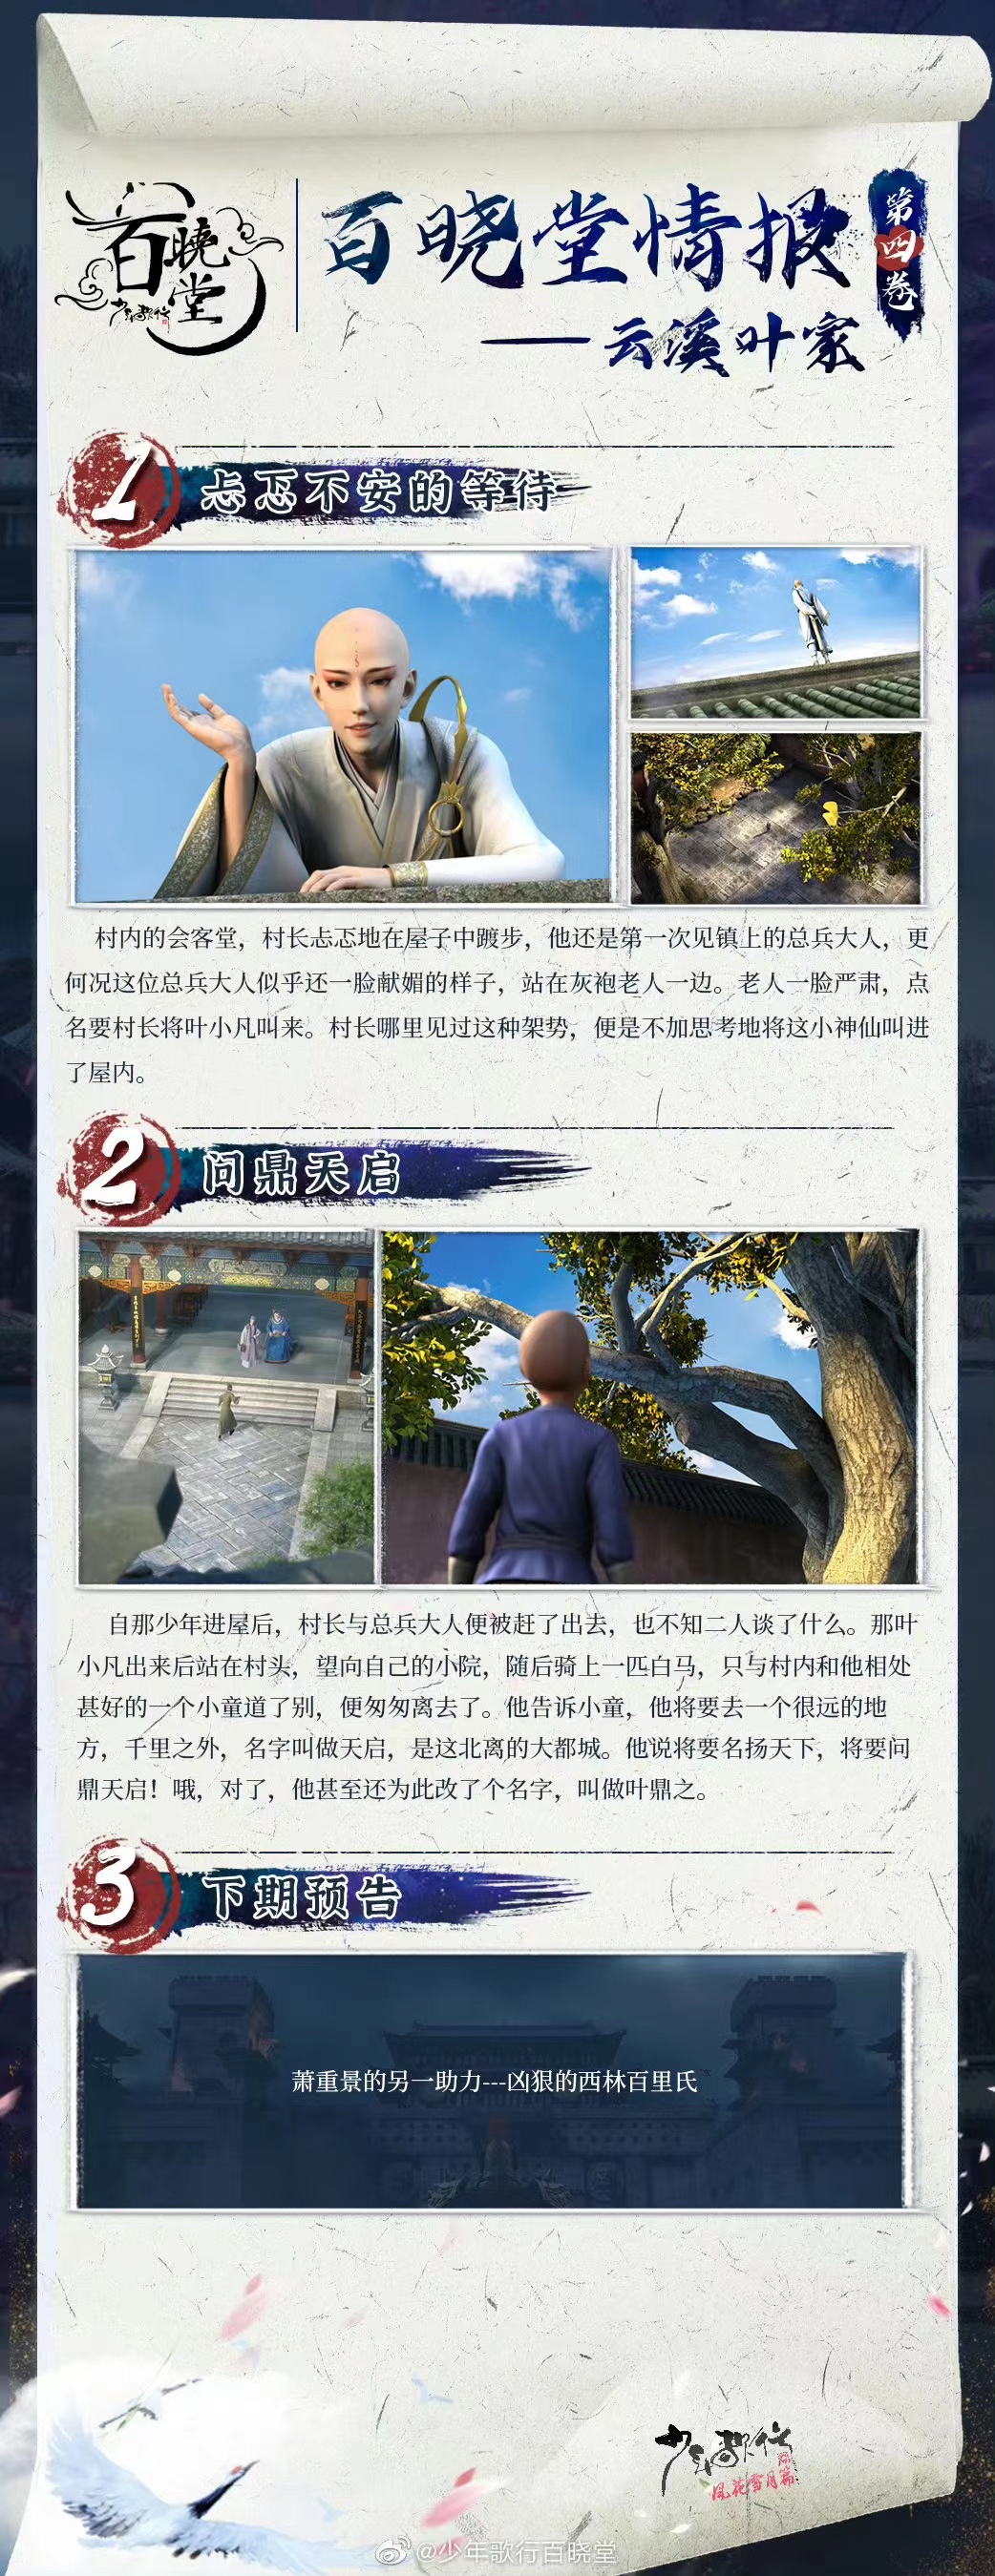 百曉堂
少年歌行
百晓堂情报
第四卷
——云溪叶家
1
忐忑不安的等待
村内的会客堂，村长忐忑地在屋子中踱步，他还是第一次见镇上的总兵大人，更
何况这位总兵大人似乎还一脸献媚的样子，站在灰袍老人一边。老人一脸严肃，点
名要村长将叶小凡叫来。村长哪里见过这种架势，便是不加思考地将这小神仙叫进
了屋内。
2
问鼎天启
自那少年进屋后，村长与总兵大人便被赶了出去，也不知二人谈了什么。那叶
小凡出来后站在村头，望向自己的小院，随后骑上一匹白马，只与村内和他相处
甚好的一个小童道了别，便匆匆离去了。他告诉小童，他将要去一个很远的地
方，千里之外，名字叫做天启，是这北离的大都城。他说将要名扬天下，将要问
鼎天启！哦，对了，他甚至还为此改了个名字，叫做叶鼎之。
3
下期预告
萧重景的另一助力---凶狠的西林百里氏
少年歌行
风花雪月篇
@少年歌行百晓堂